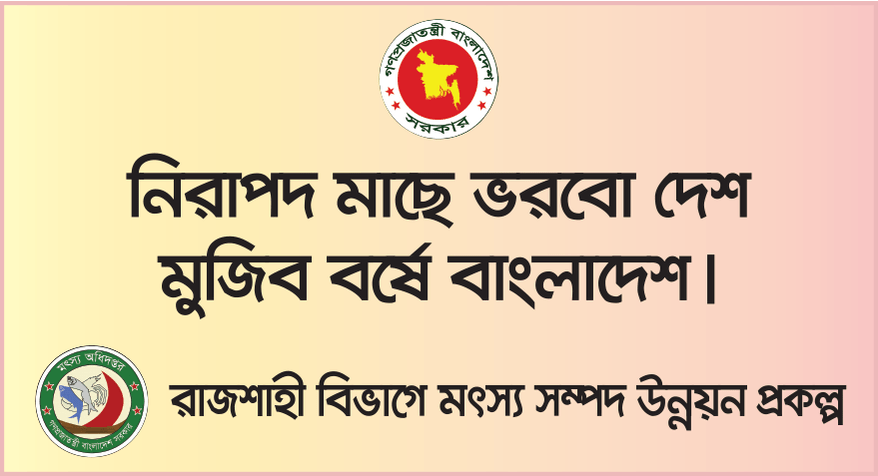 গণপ্রজাতন্ত্রী বাংলাদেশ
সরকার
নিরাপদ মাছে ভরবো দেশ
মুজিব বর্ষে বাংলাদেশ।
মৎস্য অধিদপ্তর
গণপ্রজাতন্ত্রী বাংলাদেশ সরকার
রাজশাহী বিভাগে মৎস্য সম্পদ উন্নয়ন প্রকল্প